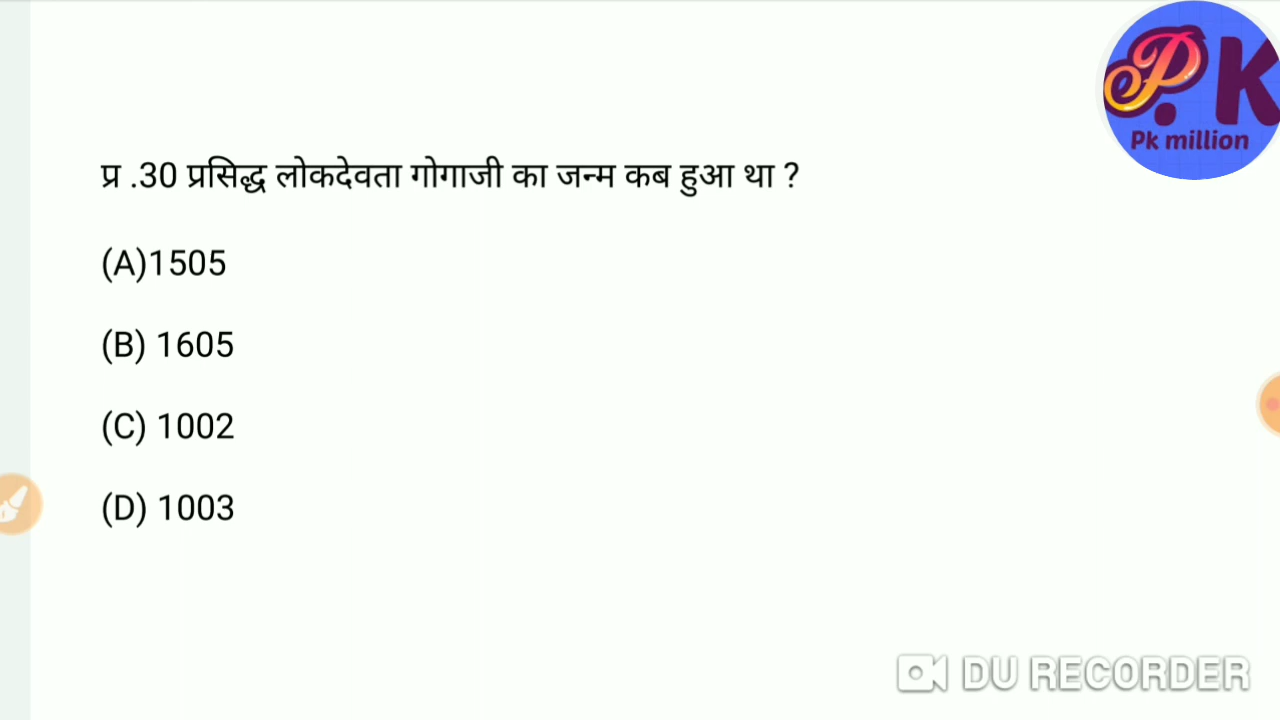 P.K
Pk million
प्र .30 प्रसिद्ध लोकदेवता गोगाजी का जन्म कब हुआ था ?
(A)1505
(B) 1605
(C) 1002
(D) 1003
DU RECORDER